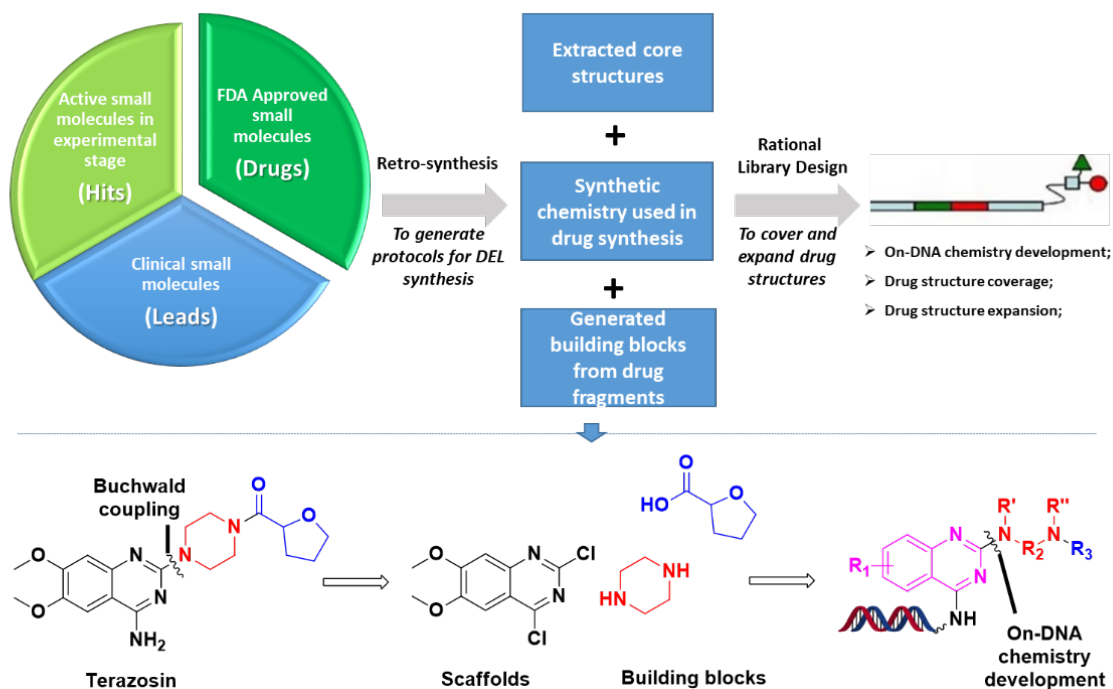 Active small
molecules in
experimental
stage
(Hits)
FDA Approved
small
molecules
(Drugs)
Clinical small
molecules
(Leads)
Retro-synthesis
To generate
protocols for DEL
synthesis
Extracted core
structures
+
Synthetic
chemistry used in
drug synthesis
+
Generated
building blocks
from drug
fragments
Rational
Library Design
To cover and
expand drug
structures
➢ On-DNA chemistry development;
➢ Drug structure coverage;
➢ Drug structure expansion;
Buchwald
coupling
O
O
N
N
NH2
N
N
O
O
Terazosin
O
O
N
N
Cl
Cl
Scaffolds
O
HO
O
NH
HN
Building blocks
R1
N
N
NH
R'
N
R2
R''
N
R3
On-DNA
chemistry
development